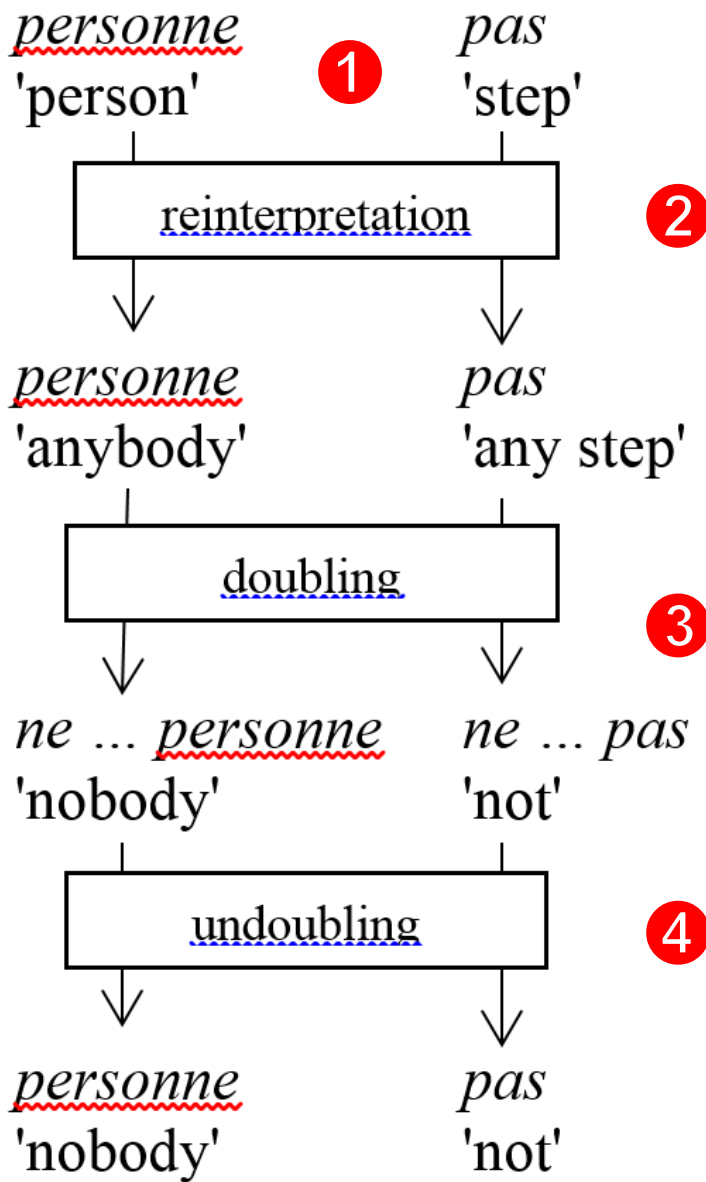 personne pas
'person' 1 'step'
reinterpretation 2
personne pas
'anybody' 'any step'
doubling
3
ne ... personne ne ... pas
'nobody' 'not'
undoubling 4
personne pas
'nobody' 'not'